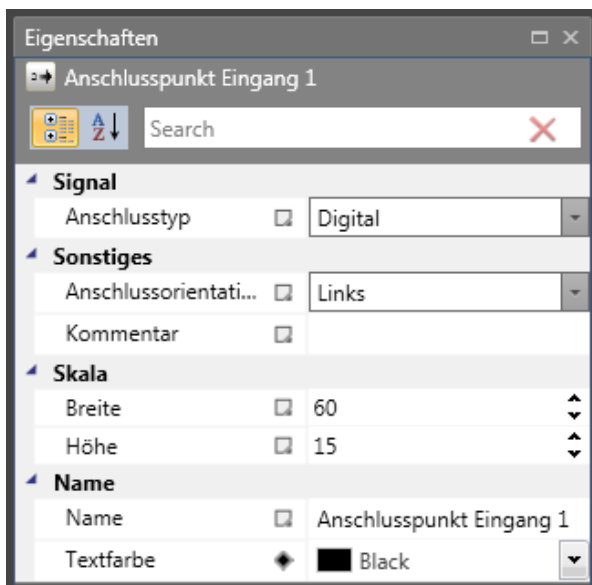 Eigenschaften
Anschlusspunkt Eingang 1
Search
Signal
Anschlusstyp Digital
Sonstiges
Anschlussorientati... Links
Kommentar
Skala
Breite 60
Höhe 15
Name
Name Anschlusspunkt Eingang 1
Textfarbe Black